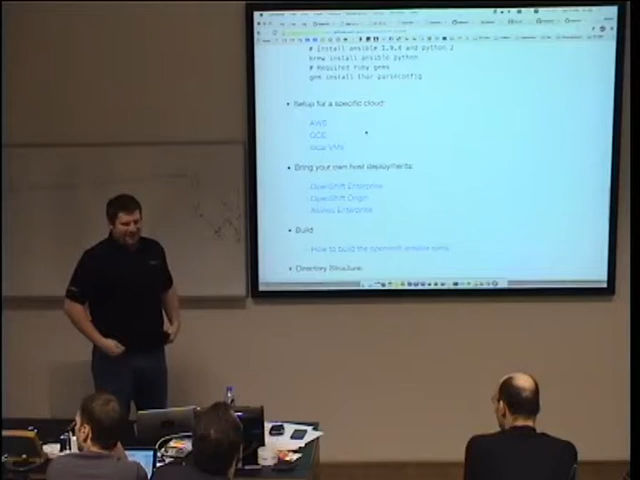 # Install ansible 1.9.4 and python 2
brew install ansible python
# Required ruby gems
gem install thor parseconfig
Setup for a specific cloud:
AWS
GCE
local VMs
Bring your own host deployments:
OpenShift Enterprise
OpenShift Origin
Atomic Enterprise
Build
How to build the openshift-ansible rpms
Directory Structure: